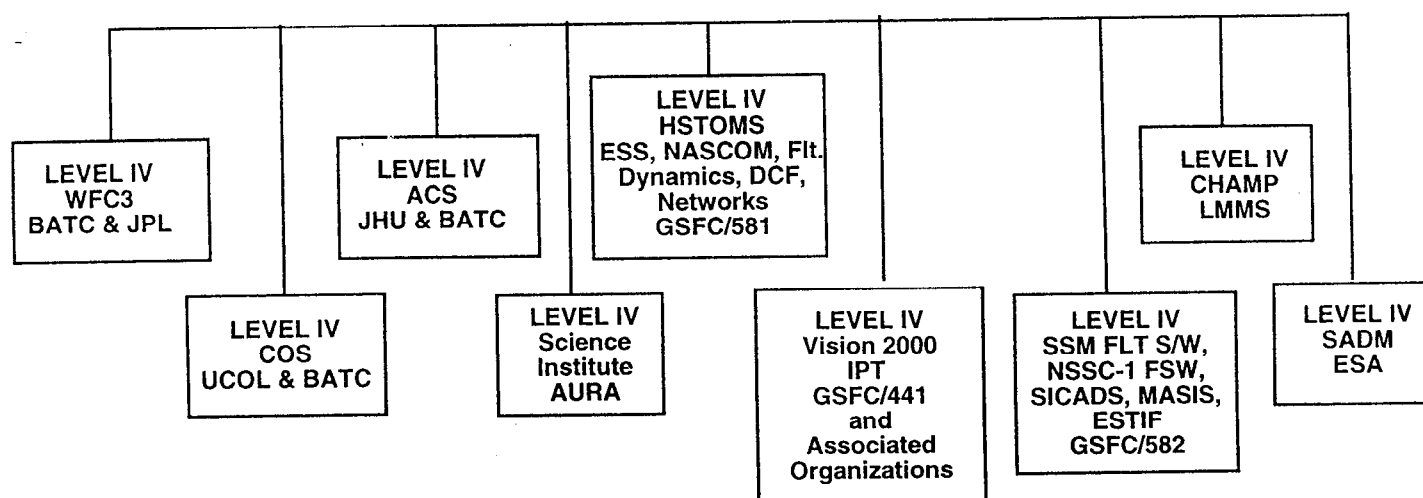 LEVEL IV
WFC3
BATC & JPL
LEVEL IV
COS
UCOL & BATC
LEVEL IV
ACS
JHU & BATC
LEVEL IV
Science
Institute
AURA
LEVEL IV
HSTOMS
ESS, NASCOM, Flt.
Dynamics, DCF,
Networks
GSFC/581
LEVEL IV
Vision 2000
IPT
GSFC/441
and
Associated
Organizations
LEVEL IV
SSM FLT S/W,
NSSC-1 FSW,
SICADS, MASIS,
ESTIF
GSFC/582
LEVEL IV
CHAMP
LMMS
LEVEL IV
SADM
ESA